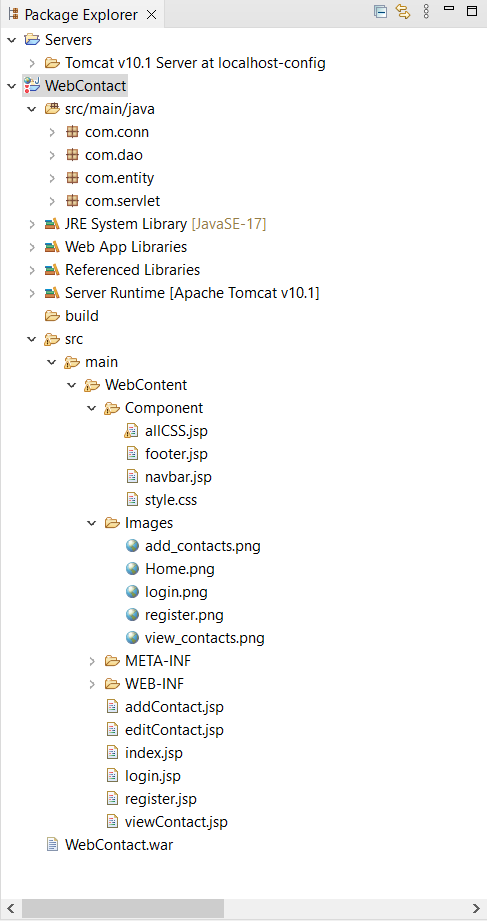 Package Explorer
Servers
Tomcat v10.1 Server at localhost-config
WebContact
src/main/java
com.conn
com.dao
com.entity
com.servlet
JRE System Library [JavaSE-17]
Web App Libraries
Referenced Libraries
Server Runtime [Apache Tomcat v10.1]
build
src
main
WebContent
Component
allCSS.jsp
footer.jsp
navbar.jsp
style.css
Images
add_contacts.png
Home.png
login.png
register.png
view_contacts.png
META-INF
WEB-INF
addContact.jsp
editContact.jsp
index.jsp
login.jsp
register.jsp
viewContact.jsp
WebContact.war